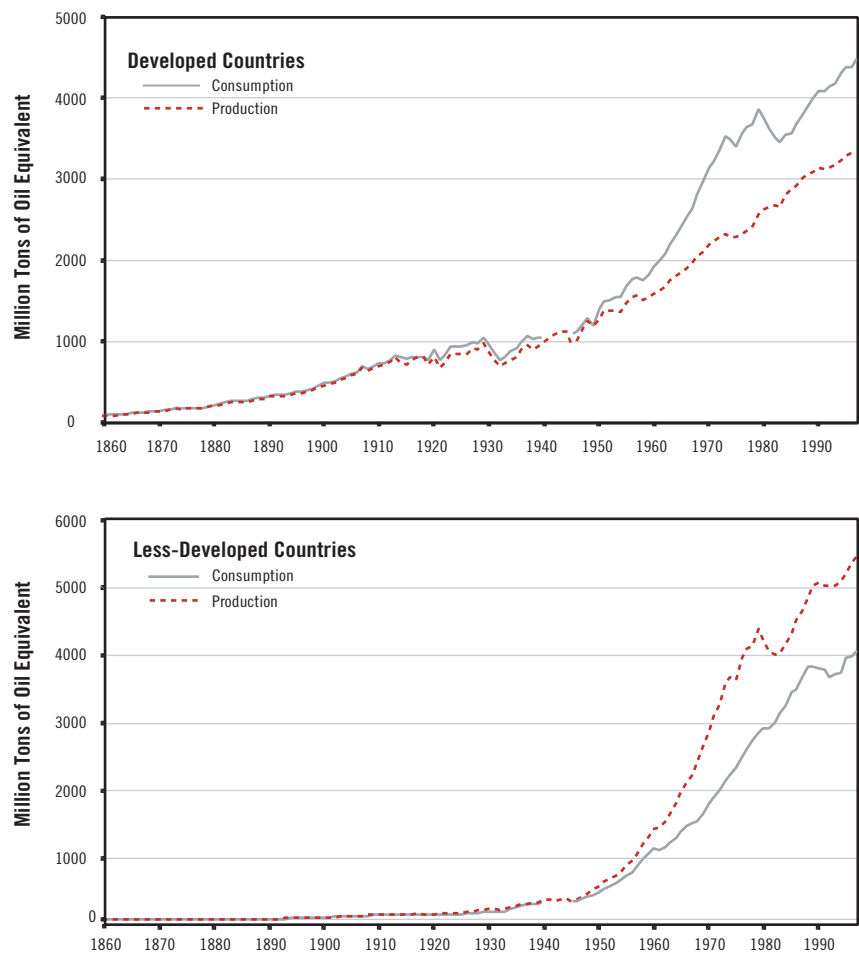 5000
Developed Countries
Consumption
Production
4000
3000
2000
1000
0
Million Tons of Oil Equivalent
1860 1870 1880 1890 1900 1910 1920 1930 1940 1950 1960 1970 1980 1990
6000
Less-Developed Countries
Consumption
Production
5000
4000
3000
2000
1000
0
Million Tons of Oil Equivalent
1860 1870 1880 1890 1900 1910 1920 1930 1940 1950 1960 1970 1980 1990